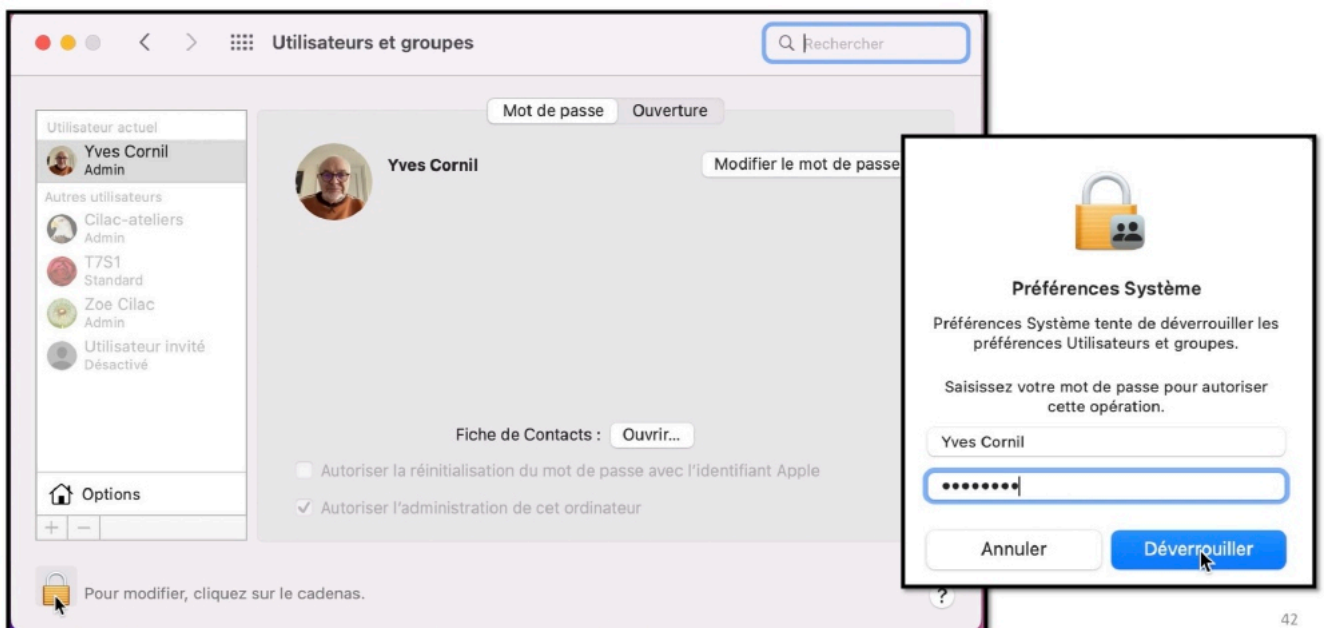 Utilisateurs et groupes
Rechercher
Mot de passe
Ouverture
Utilisateur actuel
Yves Cornil
Admin
Autres utilisateurs
Cilac-ateliers
Admin
T7S1
Standard
Zoe Cilac
Admin
Utilisateur invité
Désactivé
Options
+ −
Yves Cornil
Modifier le mot de passe
Fiche de Contacts : Ouvrir...
Autoriser la réinitialisation du mot de passe avec l'identifiant Apple
Autoriser l'administration de cet ordinateur
Pour modifier, cliquez sur le cadenas.
?
Préférences Système
Préférences Système tente de déverrouiller les
préférences Utilisateurs et groupes.
Saisissez votre mot de passe pour autoriser
cette opération.
Yves Cornil
••••••••
Annuler
Déverrouiller
42